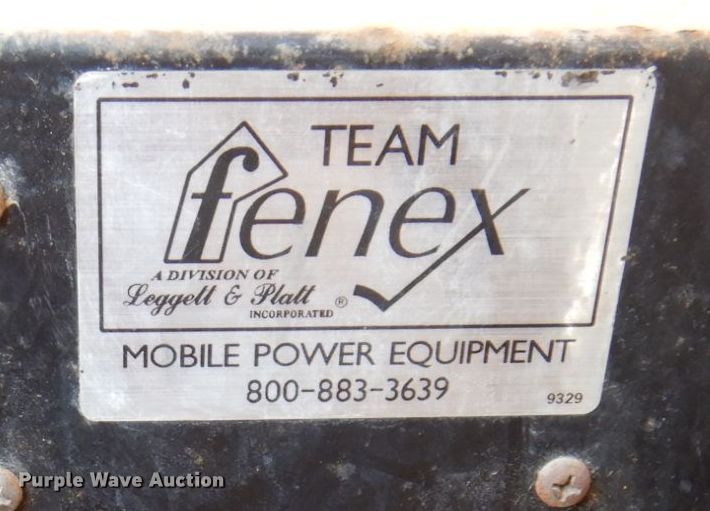 TEAM
fenex
A DIVISION OF
Leggett & Platt ®
INCORPORATED
MOBILE POWER EQUIPMENT
800-883-3639
9329
Purple Wave Auction